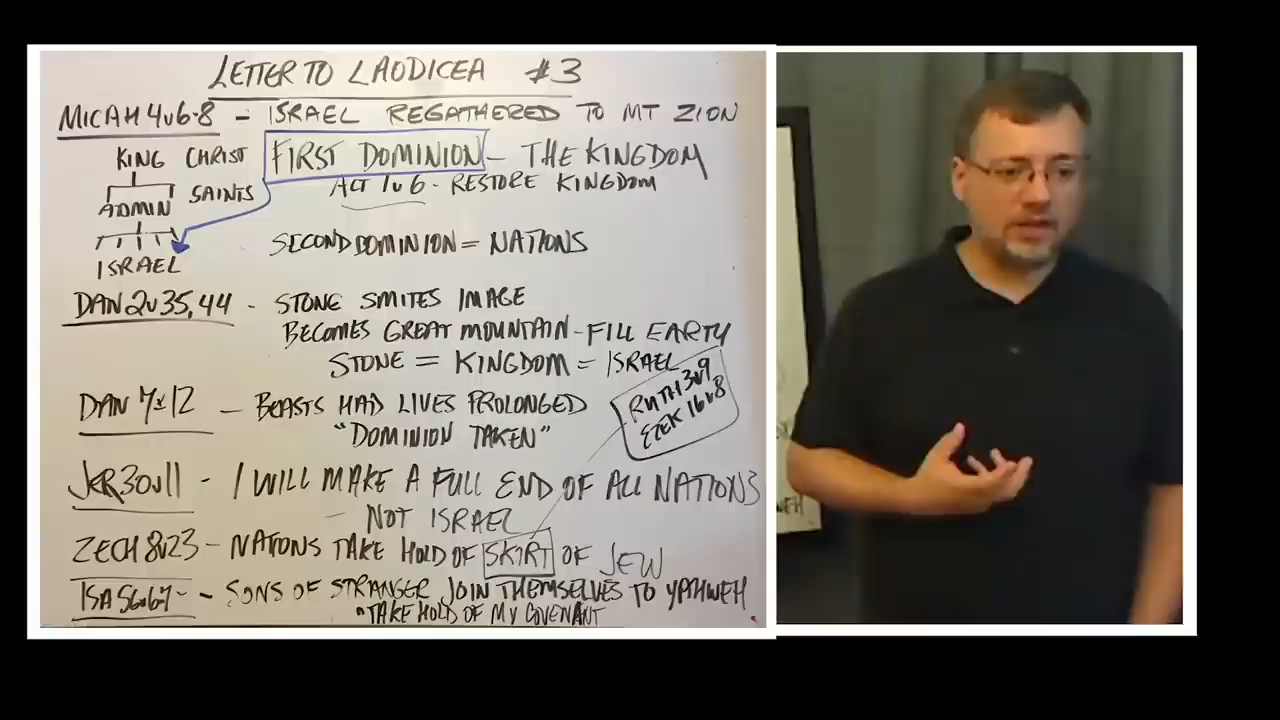 LETTER TO LAODICEA #3
MICAH 4v6-8 - ISRAEL REGATHERED TO MT ZION
KING CHRIST
FIRST DOMINION - THE KINGDOM
ACT 1v6 - RESTORE KINGDOM
ADMIN SAINTS
ISRAEL
SECOND DOMINION = NATIONS
DAN 2v35,44 - STONE SMITES IMAGE
BECOMES GREAT MOUNTAIN - FILL EARTH
STONE = KINGDOM = ISRAEL
RUTH 3v9
EZEK 16v8
DAN 7v12 - BEASTS HAD LIVES PROLONGED
"DOMINION TAKEN"
JER 30v11 - I WILL MAKE A FULL END OF ALL NATIONS
- NOT ISRAEL
ZECH 8v23 - NATIONS TAKE HOLD OF SKIRT OF JEW
ISA 56v6-7 - SONS OF STRANGER JOIN THEMSELVES TO YAHWEH
"TAKE HOLD OF MY COVENANT